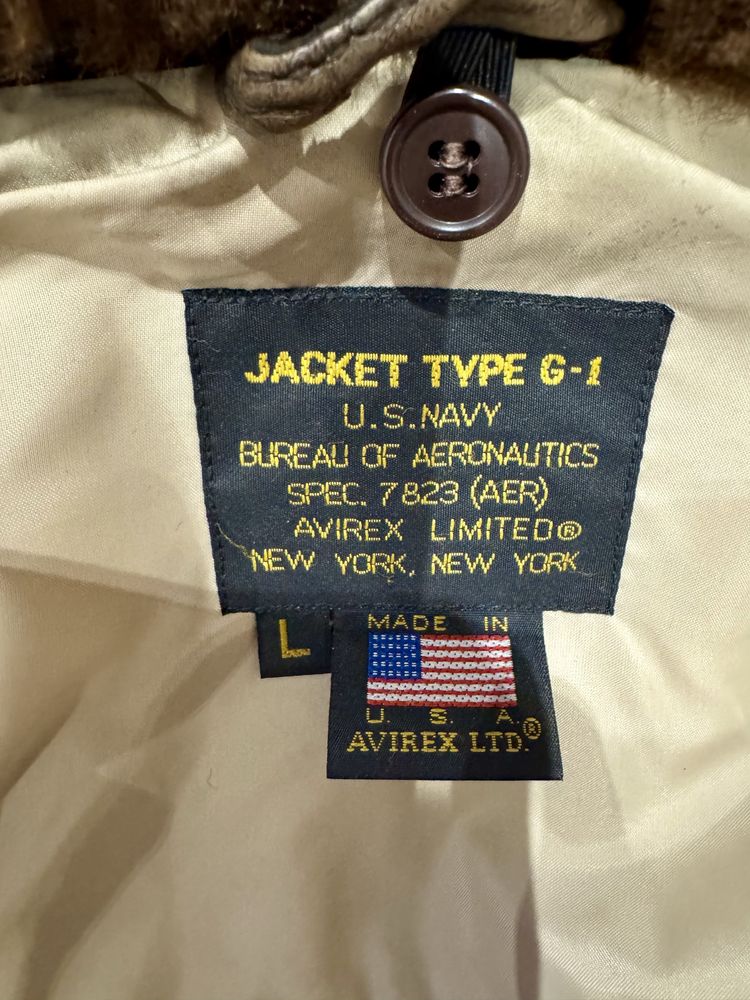 JACKET TYPE G-1
U.S. NAVY
BUREAU OF AERONAUTICS
SPEC. 7823 (AER)
AVIREX LIMITED®
NEW YORK, NEW YORK
L
MADE IN
U. S. A.
AVIREX LTD.®